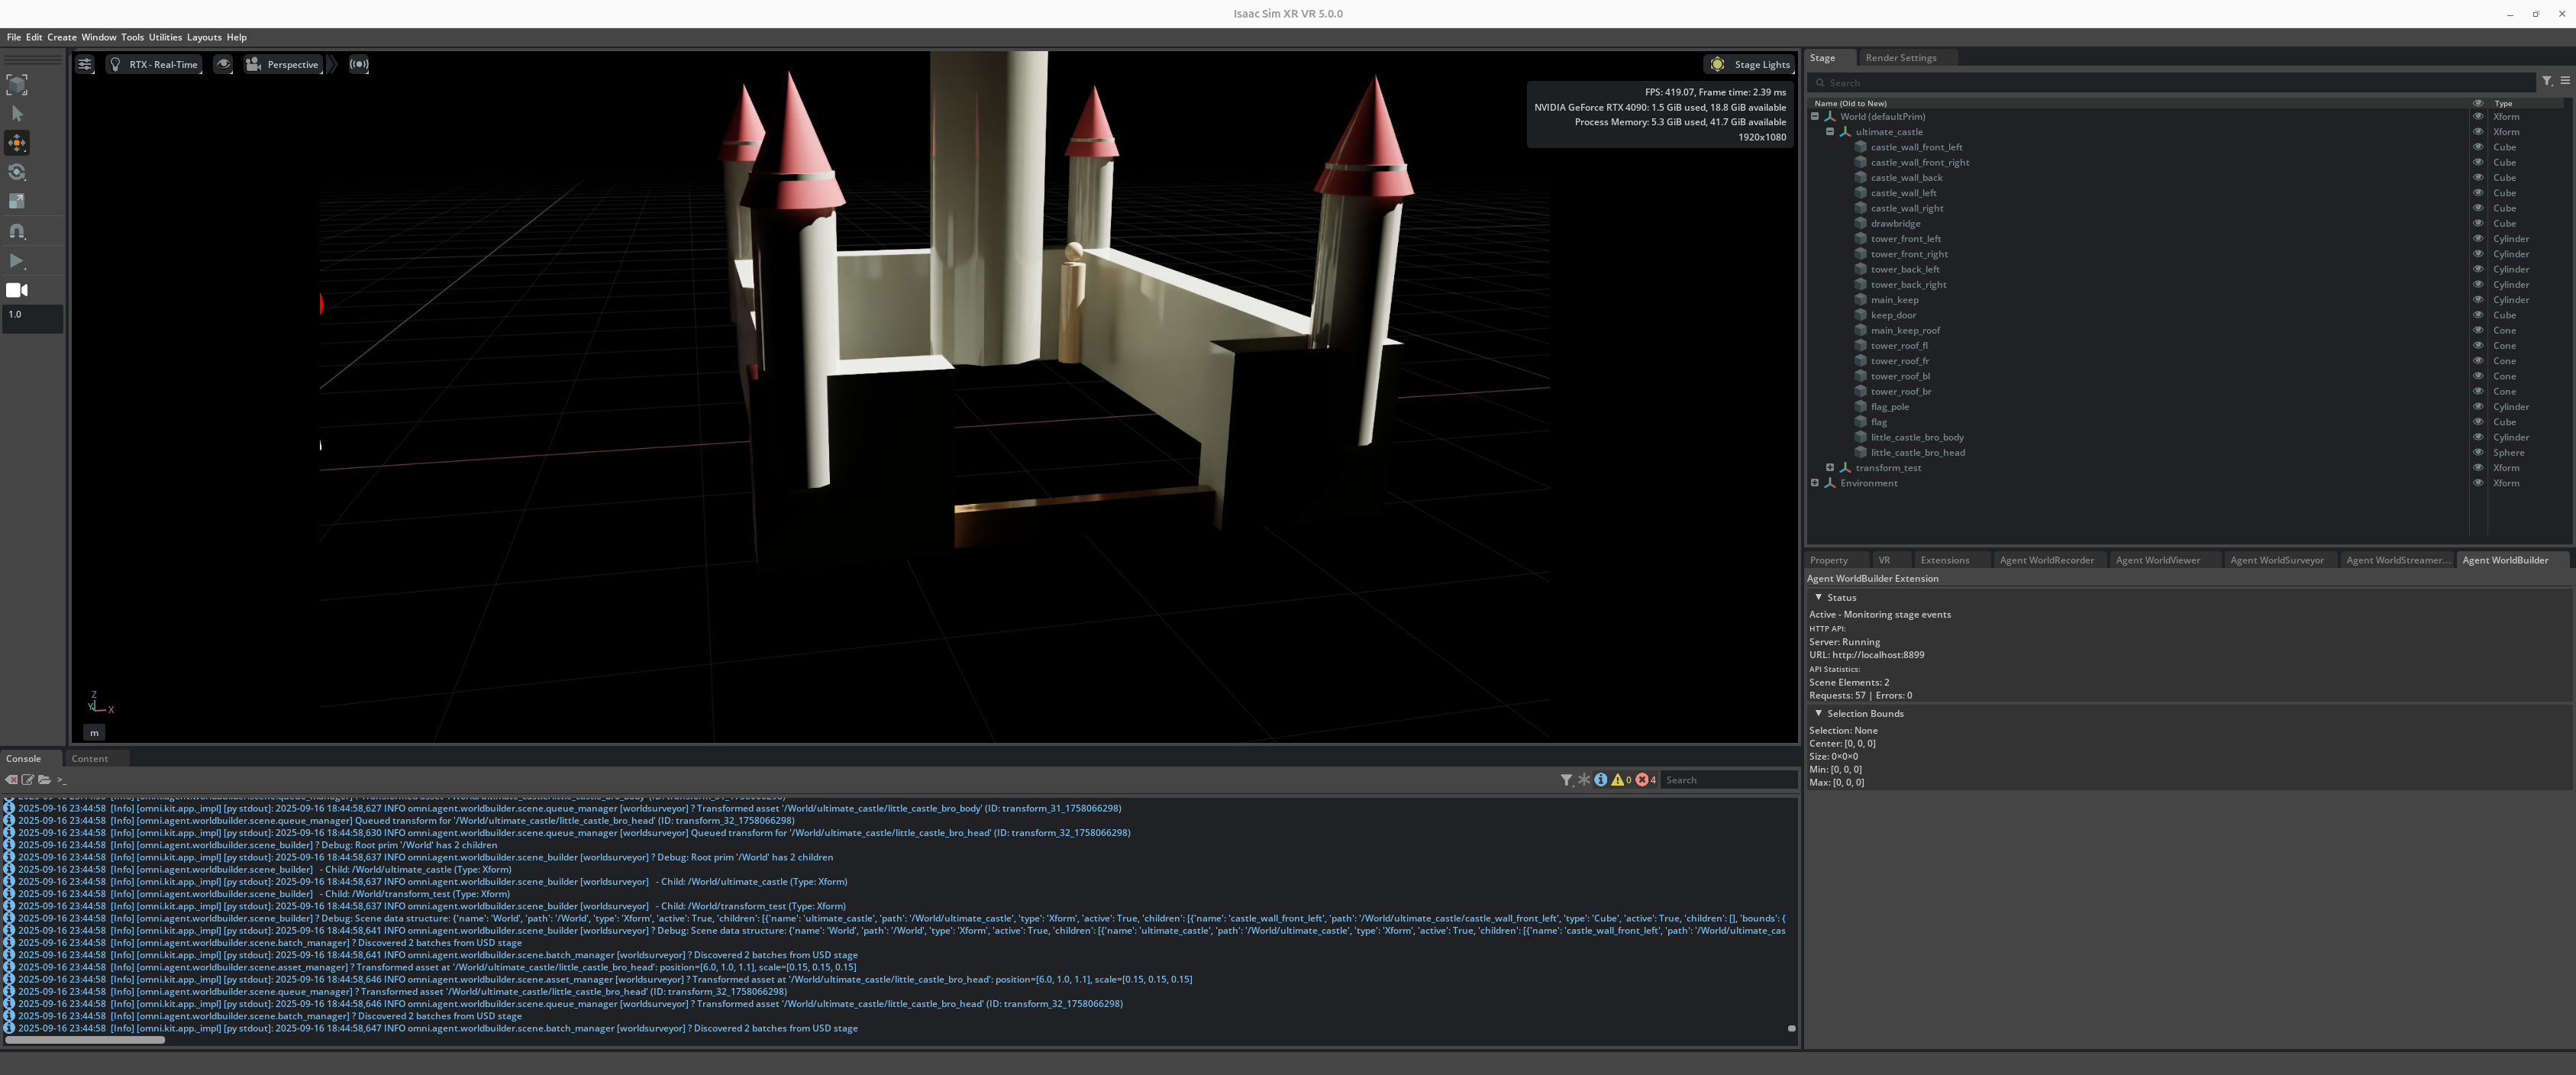 Isaac Sim XR VR 5.0.0
File Edit Create Window Tools Utilities Layouts Help
RTX - Real-Time
Perspective
Stage Lights
FPS: 419.07, Frame time: 2.39 ms
NVIDIA GeForce RTX 4090: 1.5 GiB used, 18.8 GiB available
Process Memory: 5.3 GiB used, 41.7 GiB available
1920x1080
1.0
Z
Y
X
m
Stage Render Settings
Search
Name (Old to New) Type
World (defaultPrim) Xform
ultimate_castle Xform
castle_wall_front_left Cube
castle_wall_front_right Cube
castle_wall_back Cube
castle_wall_left Cube
castle_wall_right Cube
drawbridge Cube
tower_front_left Cylinder
tower_front_right Cylinder
tower_back_left Cylinder
tower_back_right Cylinder
main_keep Cylinder
keep_door Cube
main_keep_roof Cone
tower_roof_fl Cone
tower_roof_fr Cone
tower_roof_bl Cone
tower_roof_br Cone
flag_pole Cylinder
flag Cube
little_castle_bro_body Cylinder
little_castle_bro_head Sphere
transform_test Xform
Environment Xform
Property VR Extensions Agent WorldRecorder Agent WorldViewer Agent WorldSurveyor Agent WorldStreamer... Agent WorldBuilder
Agent WorldBuilder Extension
Status
Active - Monitoring stage events
HTTP API:
Server: Running
URL: http://localhost:8899
API Statistics:
Scene Elements: 2
Requests: 57 | Errors: 0
Selection Bounds
Selection: None
Center: [0, 0, 0]
Size: 0×0×0
Min: [0, 0, 0]
Max: [0, 0, 0]
Console Content
>_
0 4 Search
2025-09-16 23:44:58 [Info] [omni.kit.app._impl] [py stdout]: 2025-09-16 18:44:58,627 INFO omni.agent.worldbuilder.scene.queue_manager [worldsurveyor] ? Transformed asset '/World/ultimate_castle/little_castle_bro_body' (ID: transform_31_1758066298)
2025-09-16 23:44:58 [Info] [omni.agent.worldbuilder.scene.queue_manager] Queued transform for '/World/ultimate_castle/little_castle_bro_head' (ID: transform_32_1758066298)
2025-09-16 23:44:58 [Info] [omni.kit.app._impl] [py stdout]: 2025-09-16 18:44:58,630 INFO omni.agent.worldbuilder.scene.queue_manager [worldsurveyor] Queued transform for '/World/ultimate_castle/little_castle_bro_head' (ID: transform_32_1758066298)
2025-09-16 23:44:58 [Info] [omni.agent.worldbuilder.scene_builder] ? Debug: Root prim '/World' has 2 children
2025-09-16 23:44:58 [Info] [omni.kit.app._impl] [py stdout]: 2025-09-16 18:44:58,637 INFO omni.agent.worldbuilder.scene_builder [worldsurveyor] ? Debug: Root prim '/World' has 2 children
2025-09-16 23:44:58 [Info] [omni.agent.worldbuilder.scene_builder] - Child: /World/ultimate_castle (Type: Xform)
2025-09-16 23:44:58 [Info] [omni.kit.app._impl] [py stdout]: 2025-09-16 18:44:58,637 INFO omni.agent.worldbuilder.scene_builder [worldsurveyor] - Child: /World/ultimate_castle (Type: Xform)
2025-09-16 23:44:58 [Info] [omni.agent.worldbuilder.scene_builder] - Child: /World/transform_test (Type: Xform)
2025-09-16 23:44:58 [Info] [omni.kit.app._impl] [py stdout]: 2025-09-16 18:44:58,637 INFO omni.agent.worldbuilder.scene_builder [worldsurveyor] - Child: /World/transform_test (Type: Xform)
2025-09-16 23:44:58 [Info] [omni.agent.worldbuilder.scene_builder] ? Debug: Scene data structure: {'name': 'World', 'path': '/World', 'type': 'Xform', 'active': True, 'children': [{'name': 'ultimate_castle', 'path': '/World/ultimate_castle', 'type': 'Xform', 'active': True, 'children': [{'name': 'castle_wall_front_left', 'path': '/World/ultimate_castle/castle_wall_front_left', 'type': 'Cube', 'active': True, 'children': [], 'bounds': {
2025-09-16 23:44:58 [Info] [omni.kit.app._impl] [py stdout]: 2025-09-16 18:44:58,641 INFO omni.agent.worldbuilder.scene_builder [worldsurveyor] ? Debug: Scene data structure: {'name': 'World', 'path': '/World', 'type': 'Xform', 'active': True, 'children': [{'name': 'ultimate_castle', 'path': '/World/ultimate_castle', 'type': 'Xform', 'active': True, 'children': [{'name': 'castle_wall_front_left', 'path': '/World/ultimate_cas
2025-09-16 23:44:58 [Info] [omni.agent.worldbuilder.scene.batch_manager] ? Discovered 2 batches from USD stage
2025-09-16 23:44:58 [Info] [omni.kit.app._impl] [py stdout]: 2025-09-16 18:44:58,641 INFO omni.agent.worldbuilder.scene.batch_manager [worldsurveyor] ? Discovered 2 batches from USD stage
2025-09-16 23:44:58 [Info] [omni.agent.worldbuilder.scene.asset_manager] ? Transformed asset at '/World/ultimate_castle/little_castle_bro_head': position=[6.0, 1.0, 1.1], scale=[0.15, 0.15, 0.15]
2025-09-16 23:44:58 [Info] [omni.kit.app._impl] [py stdout]: 2025-09-16 18:44:58,646 INFO omni.agent.worldbuilder.scene.asset_manager [worldsurveyor] ? Transformed asset at '/World/ultimate_castle/little_castle_bro_head': position=[6.0, 1.0, 1.1], scale=[0.15, 0.15, 0.15]
2025-09-16 23:44:58 [Info] [omni.agent.worldbuilder.scene.queue_manager] ? Transformed asset '/World/ultimate_castle/little_castle_bro_head' (ID: transform_32_1758066298)
2025-09-16 23:44:58 [Info] [omni.kit.app._impl] [py stdout]: 2025-09-16 18:44:58,646 INFO omni.agent.worldbuilder.scene.queue_manager [worldsurveyor] ? Transformed asset '/World/ultimate_castle/little_castle_bro_head' (ID: transform_32_1758066298)
2025-09-16 23:44:58 [Info] [omni.agent.worldbuilder.scene.batch_manager] ? Discovered 2 batches from USD stage
2025-09-16 23:44:58 [Info] [omni.kit.app._impl] [py stdout]: 2025-09-16 18:44:58,647 INFO omni.agent.worldbuilder.scene.batch_manager [worldsurveyor] ? Discovered 2 batches from USD stage